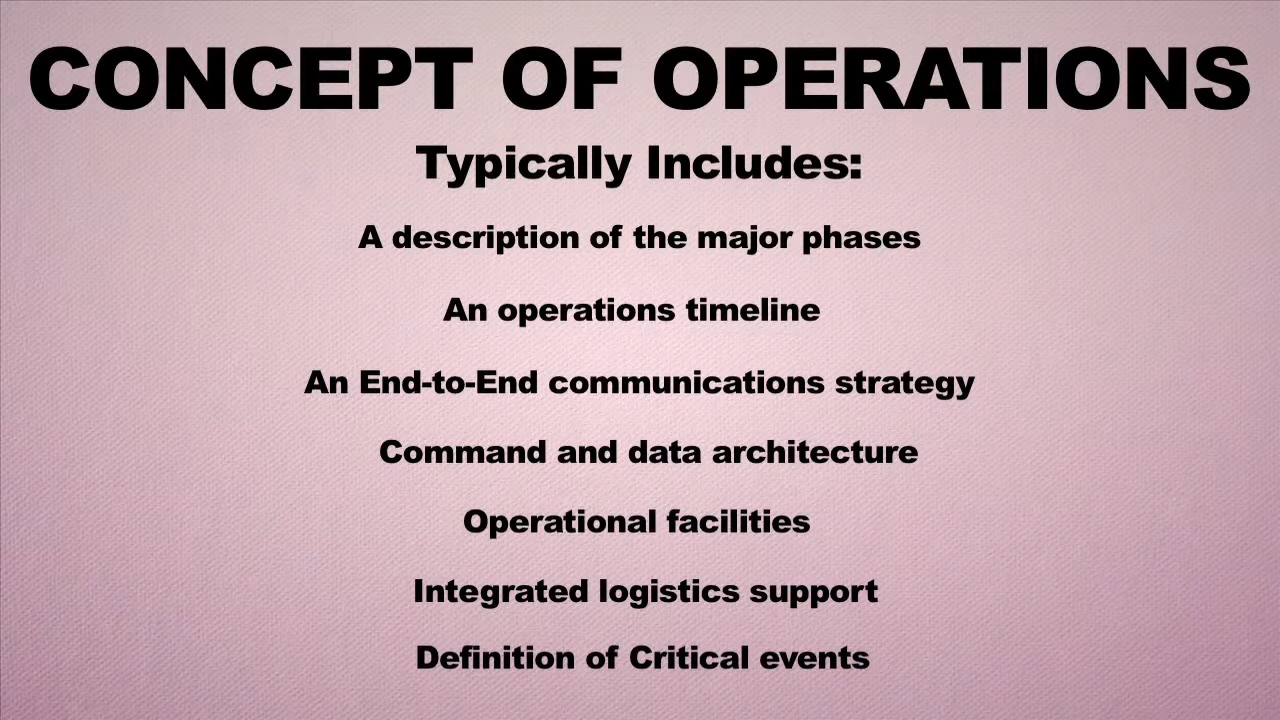 CONCEPT OF OPERATIONS
Typically Includes:
A description of the major phases
An operations timeline
An End-to-End communications strategy
Command and data architecture
Operational facilities
Integrated logistics support
Definition of Critical events